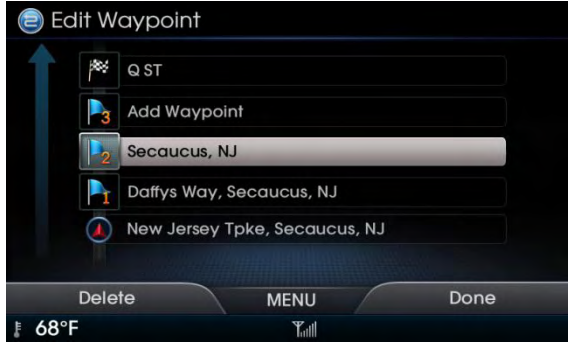 Edit Waypoint
Q ST
3 Add Waypoint
2 Secaucus, NJ
1 Daffys Way, Secaucus, NJ
New Jersey Tpke, Secaucus, NJ
Delete MENU Done
68°F